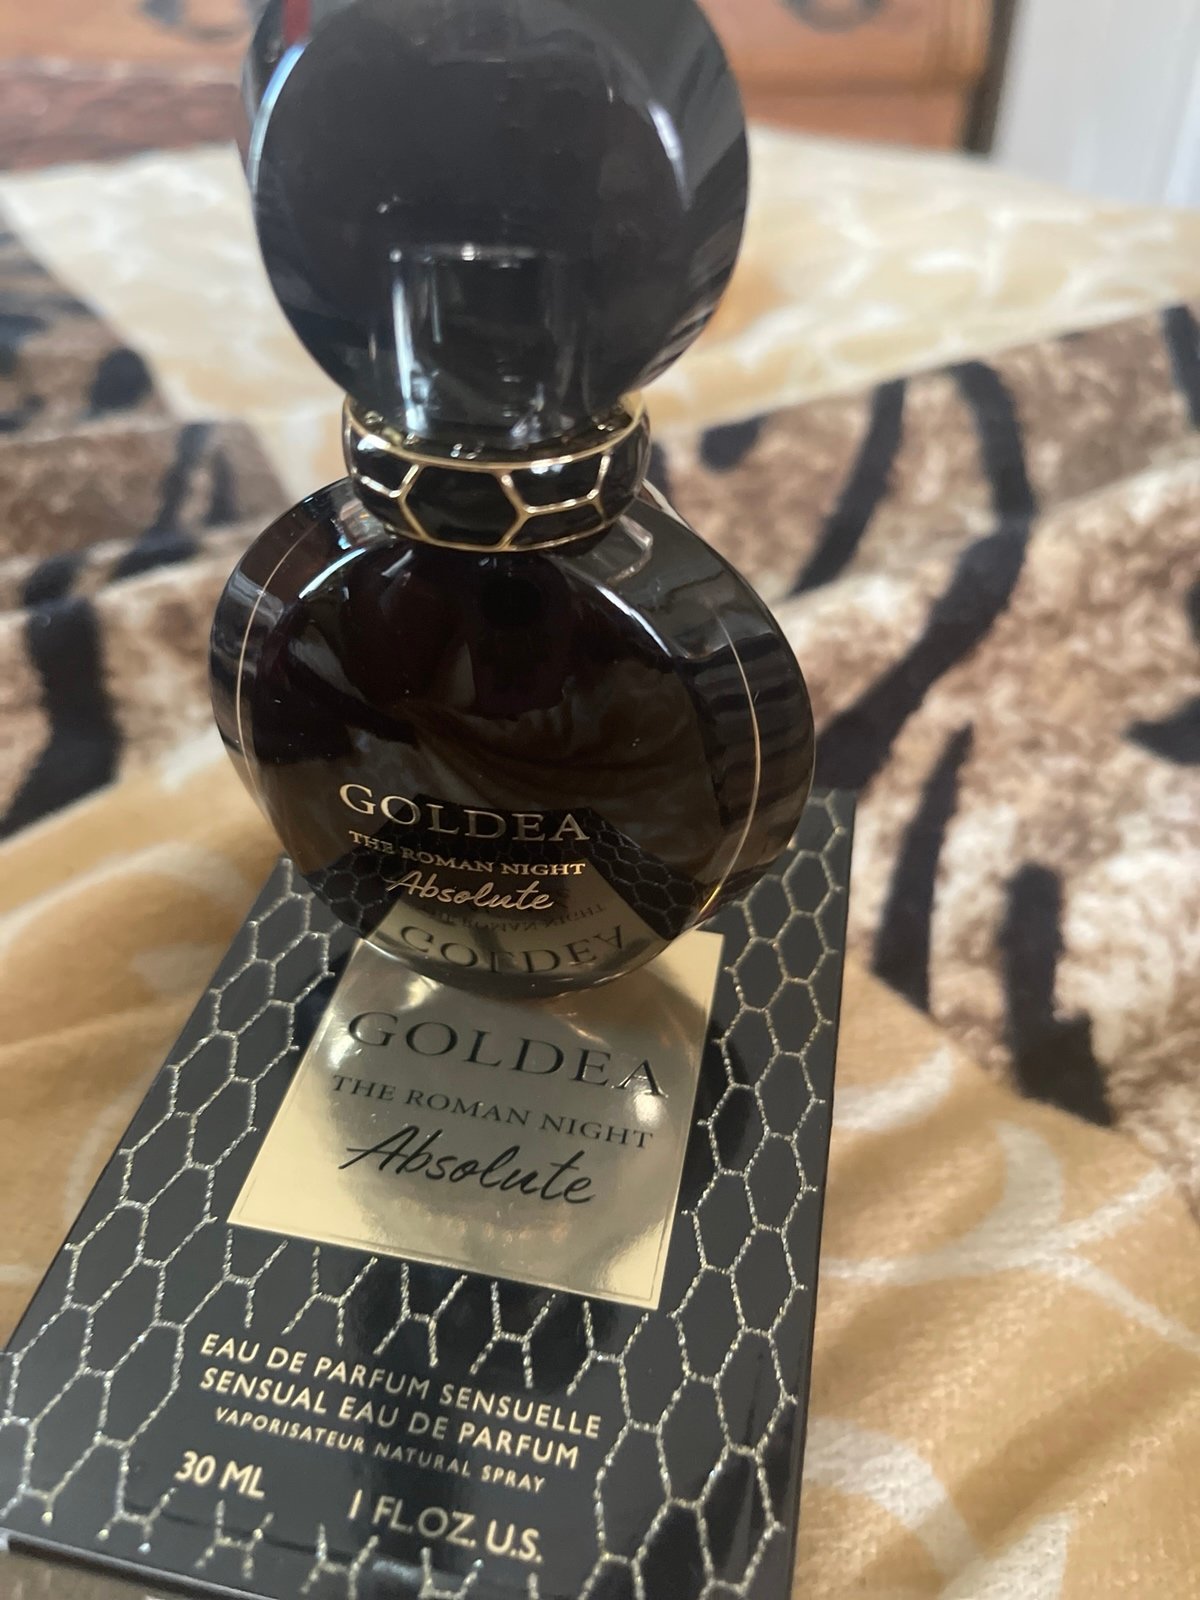 GOLDEA
THE ROMAN NIGHT
Absolute
GOLDEA
THE ROMAN NIGHT
Absolute
EAU DE PARFUM SENSUELLE
SENSUAL EAU DE PARFUM
VAPORISATEUR NATURAL SPRAY
30 ML 1 FL.OZ. U.S.